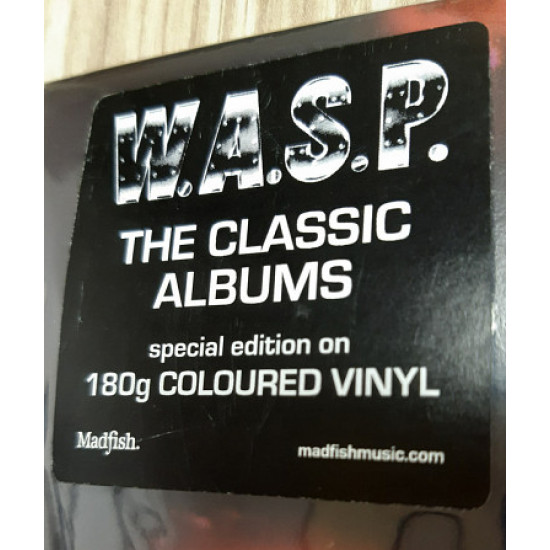 W.A.S.P.
THE CLASSIC
ALBUMS
special edition on
180g COLOURED VINYL
Madfish.
madfishmusic.com